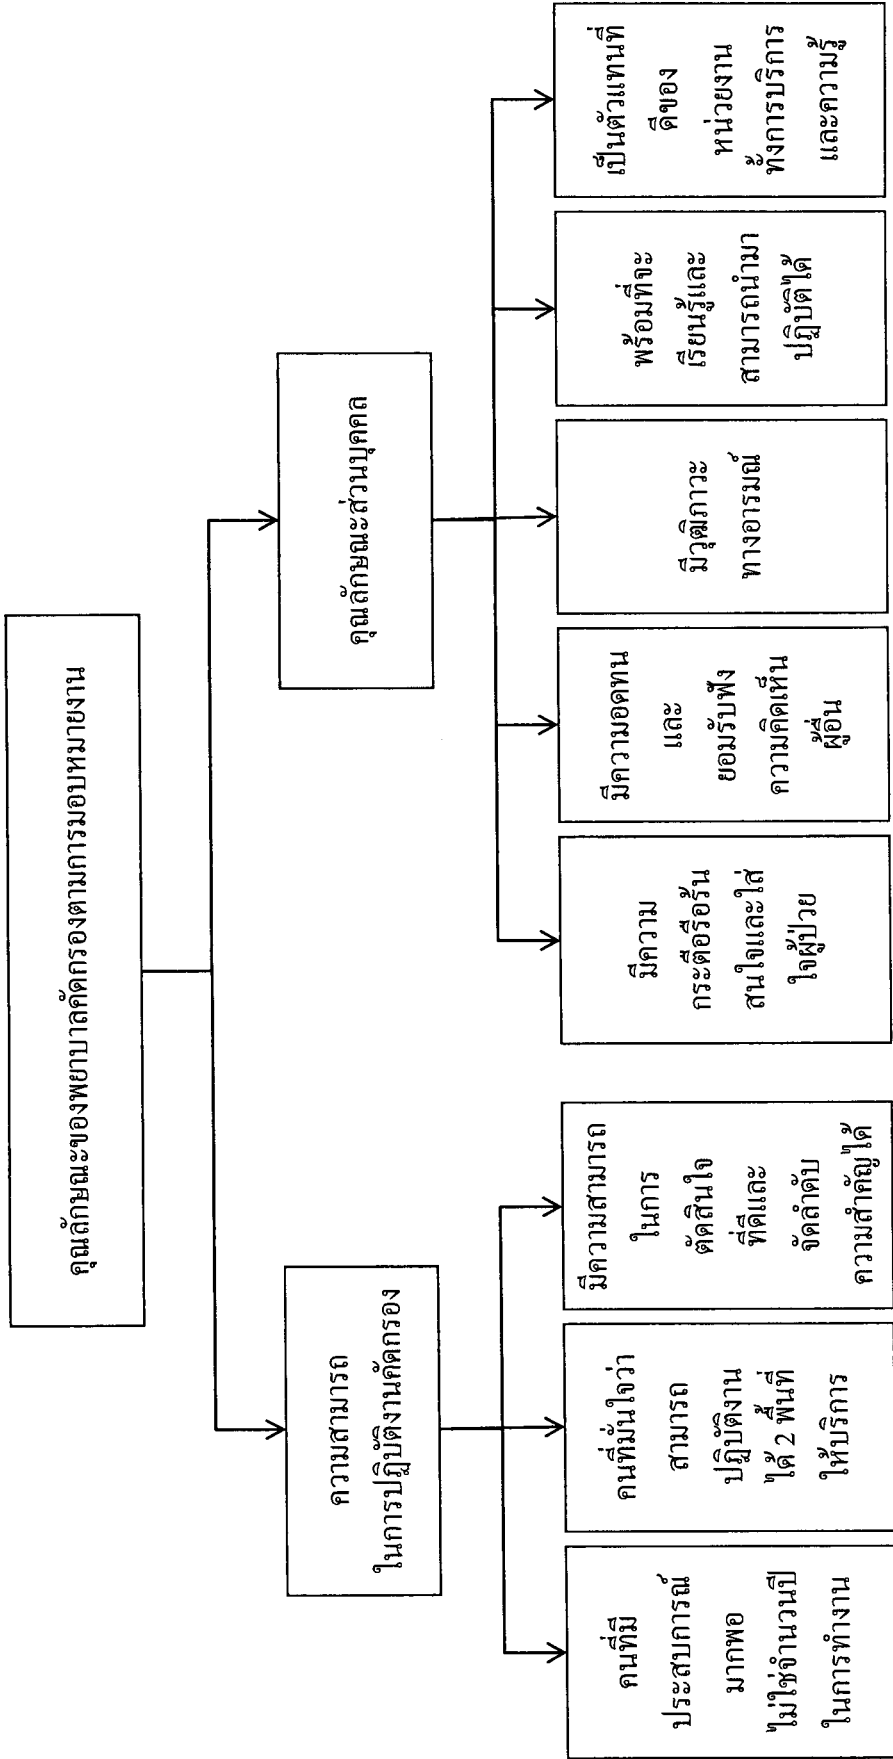 คุณลักษณะของพยาบาลคัดกรองตามการมอบหมายงาน
ความสามารถ
ในการปฏิบัติงานคัดกรอง
คุณลักษณะส่วนบุคคล
คนที่มี
ประสบการณ์
มากพอ
ไม่ใช่จำนวนปี
ในการทำงาน
คนที่มั่นใจว่า
สามารถ
ปฏิบัติงาน
ได้ 2 พื้นที่
ให้บริการ
มีความสามารถ
ในการ
ตัดสินใจ
ที่ดีและ
จัดลำดับ
ความสำคัญได้
มีความ
กระตือรือร้น
สนใจและใส่
ใจผู้ป่วย
มีความอดทน
และ
ยอมรับฟัง
ความคิดเห็น
ผู้อื่น
มีวุฒิภาวะ
ทางอารมณ์
พร้อมที่จะ
เรียนรู้และ
สามารถนำมา
ปฏิบัติได้
เป็นตัวแทนที่
ดีของ
หน่วยงาน
ทั้งการบริการ
และความรู้